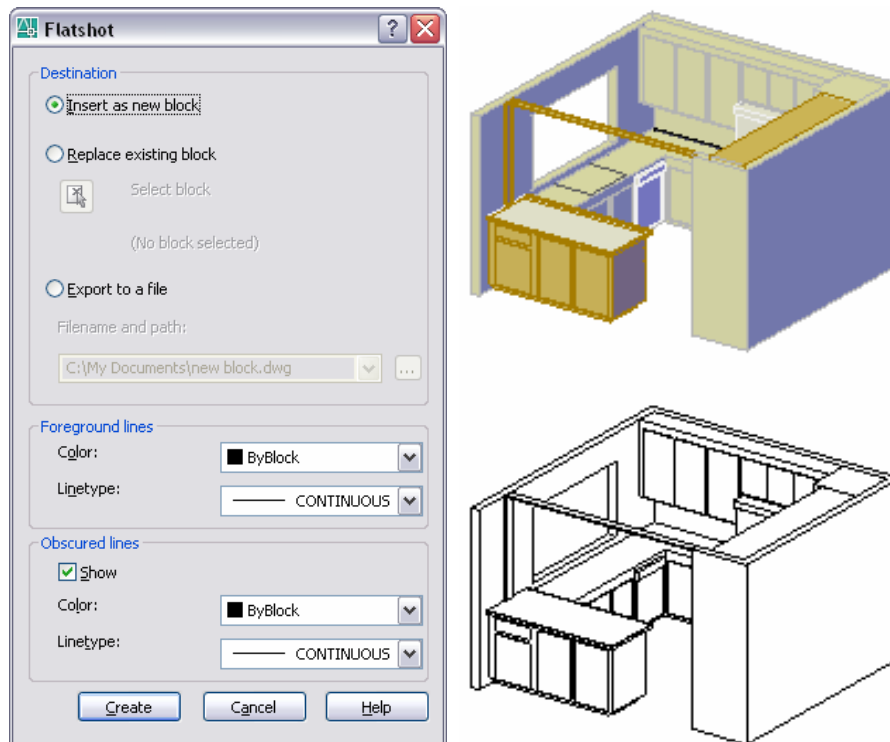 Flatshot
Destination
Insert as new block
Replace existing block
Select block
(No block selected)
Export to a file
Filename and path:
C:\My Documents\new block.dwg
...
Foreground lines
Color:
ByBlock
Linetype:
CONTINUOUS
Obscured lines
Show
Color:
ByBlock
Linetype:
CONTINUOUS
Create Cancel Help